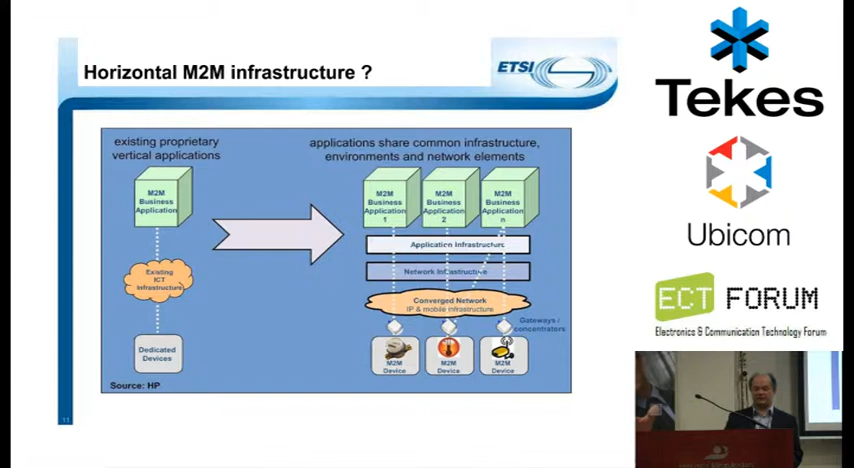 Horizontal M2M infrastructure ?
ETSI
existing proprietary
vertical applications
applications share common infrastructure,
environments and network elements
M2M
Business
Application
M2M
Business
Application
1
M2M
Business
Application
2
M2M
Business
Application
n
Application Infrastructure
Existing
ICT
Infrastructure
Network Infrastructure
Converged Network
IP & mobile infrastructure
Gateways /
concentrators
Dedicated
Devices
M2M
Device
M2M
Device
M2M
Device
Source: HP
11
Tekes
Ubicom
ECT FORUM
Electronics & Communication Technology Forum